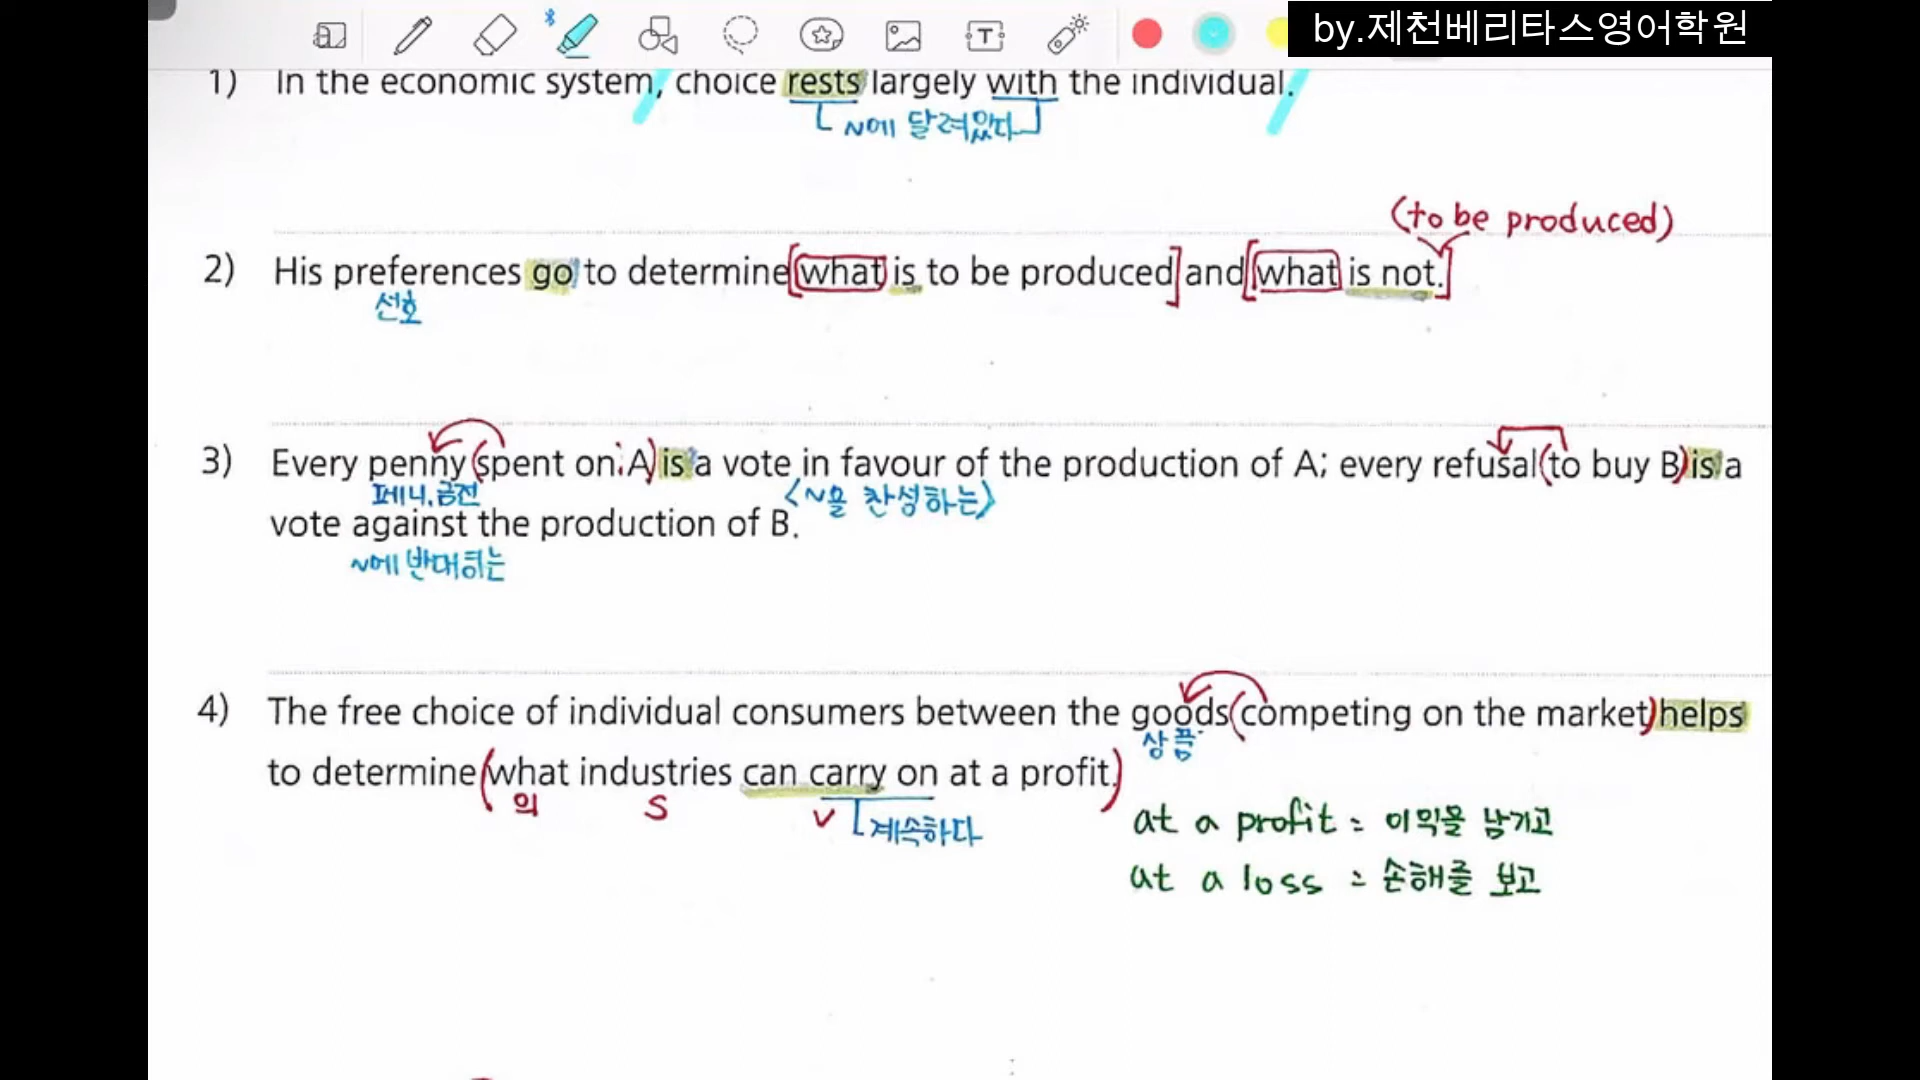 by.제천베리타스영어학원
1) In the economic system, choice rests largely with the individual.
~에 달려있다
(to be produced)
2) His preferences go to determine [what is to be produced] and [what is not.]
선호
3) Every penny (spent on A) is a vote in favour of the production of A; every refusal (to buy B) is a
페니, 금전 <~을 찬성하는>
vote against the production of B.
~에 반대하는
4) The free choice of individual consumers between the goods (competing on the market) helps
상품
to determine (what industries can carry on at a profit.)
의 S V 계속하다
at a profit = 이익을 남기고
at a loss = 손해를 보고